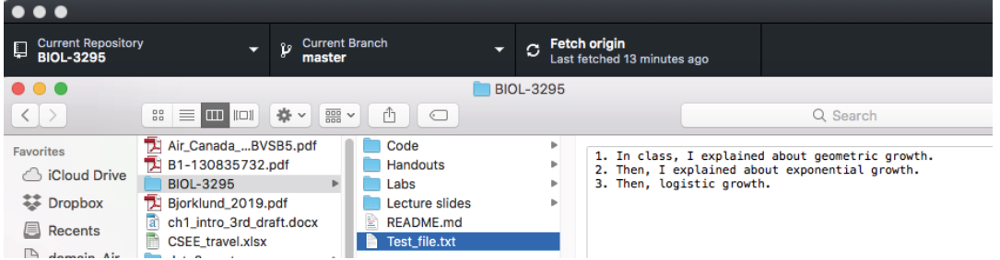 Current Repository
BIOL-3295
Current Branch
master
Fetch origin
Last fetched 13 minutes ago
BIOL-3295
Search
Favorites
iCloud Drive
Dropbox
Recents
domain_Air
Air_Canada_...BVSB5.pdf
B1-130835732.pdf
BIOL-3295
Bjorklund_2019.pdf
ch1_intro_3rd_draft.docx
CSEE_travel.xlsx
Code
Handouts
Labs
Lecture slides
README.md
Test_file.txt
1. In class, I explained about geometric growth.
2. Then, I explained about exponential growth.
3. Then, logistic growth.